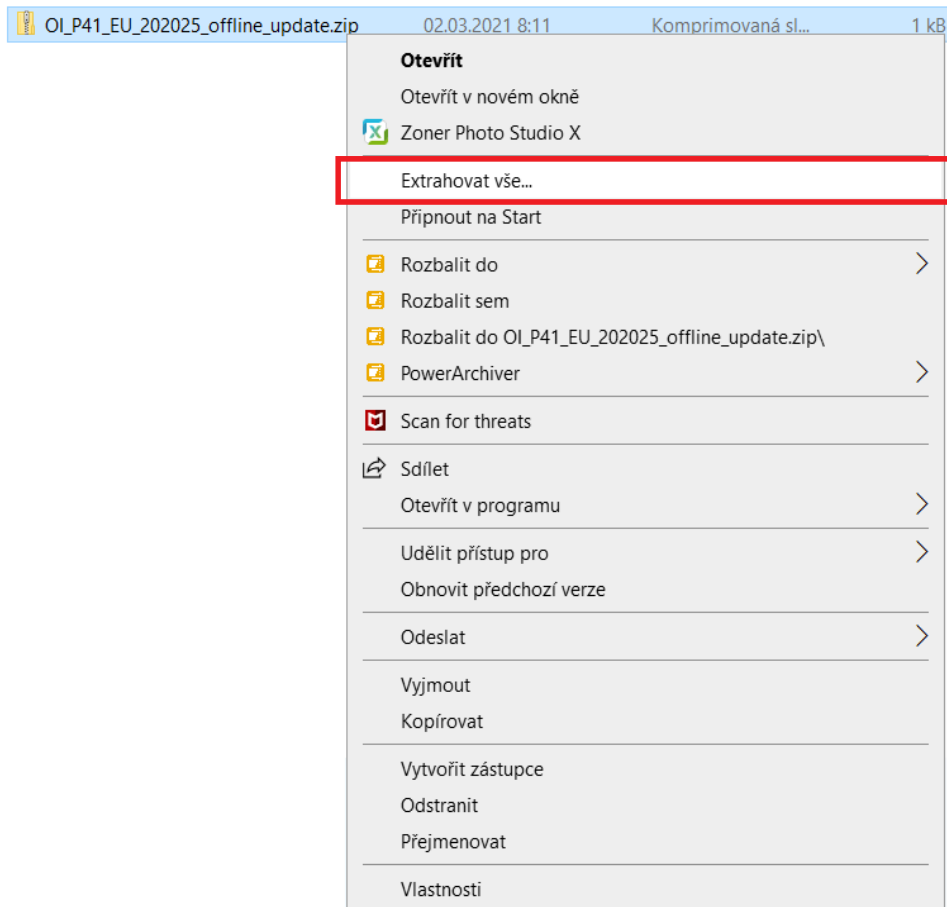 OI_P41_EU_202025_offline_update.zip 02.03.2021 8:11 Komprimovaná sl... 1 kB
Otevřít
Otevřít v novém okně
Zoner Photo Studio X
Extrahovat vše...
Připnout na Start
Rozbalit do
Rozbalit sem
Rozbalit do OI_P41_EU_202025_offline_update.zip\
PowerArchiver
Scan for threats
Sdílet
Otevřít v programu
Udělit přístup pro
Obnovit předchozí verze
Odeslat
Vyjmout
Kopírovat
Vytvořit zástupce
Odstranit
Přejmenovat
Vlastnosti